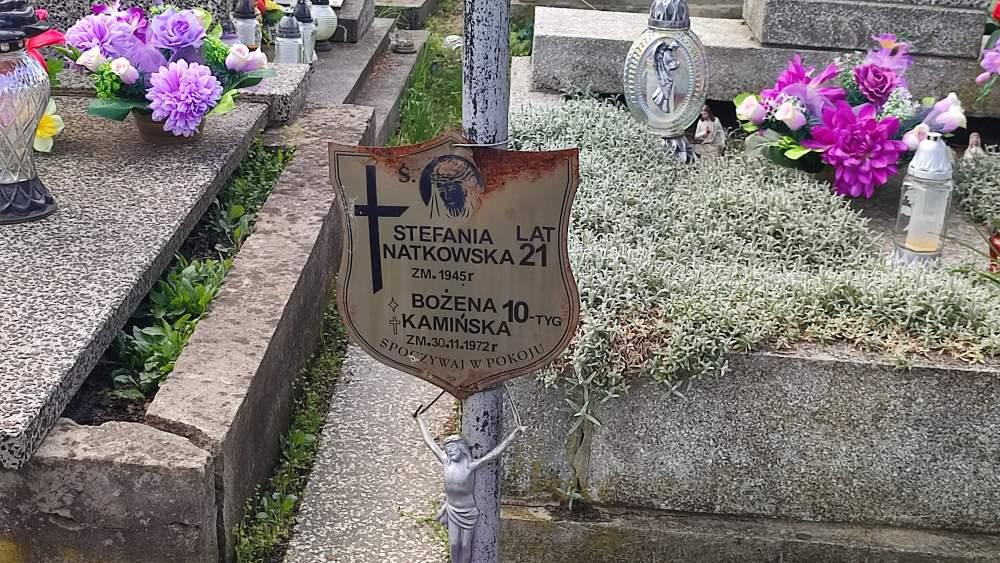 Ś.
STEFANIA LAT
NATKOWSKA 21
ZM. 1945r
BOŻENA 10-TYG
KAMIŃSKA
ZM. 30.11.1972r
SPOCZYWAJ W POKOJU